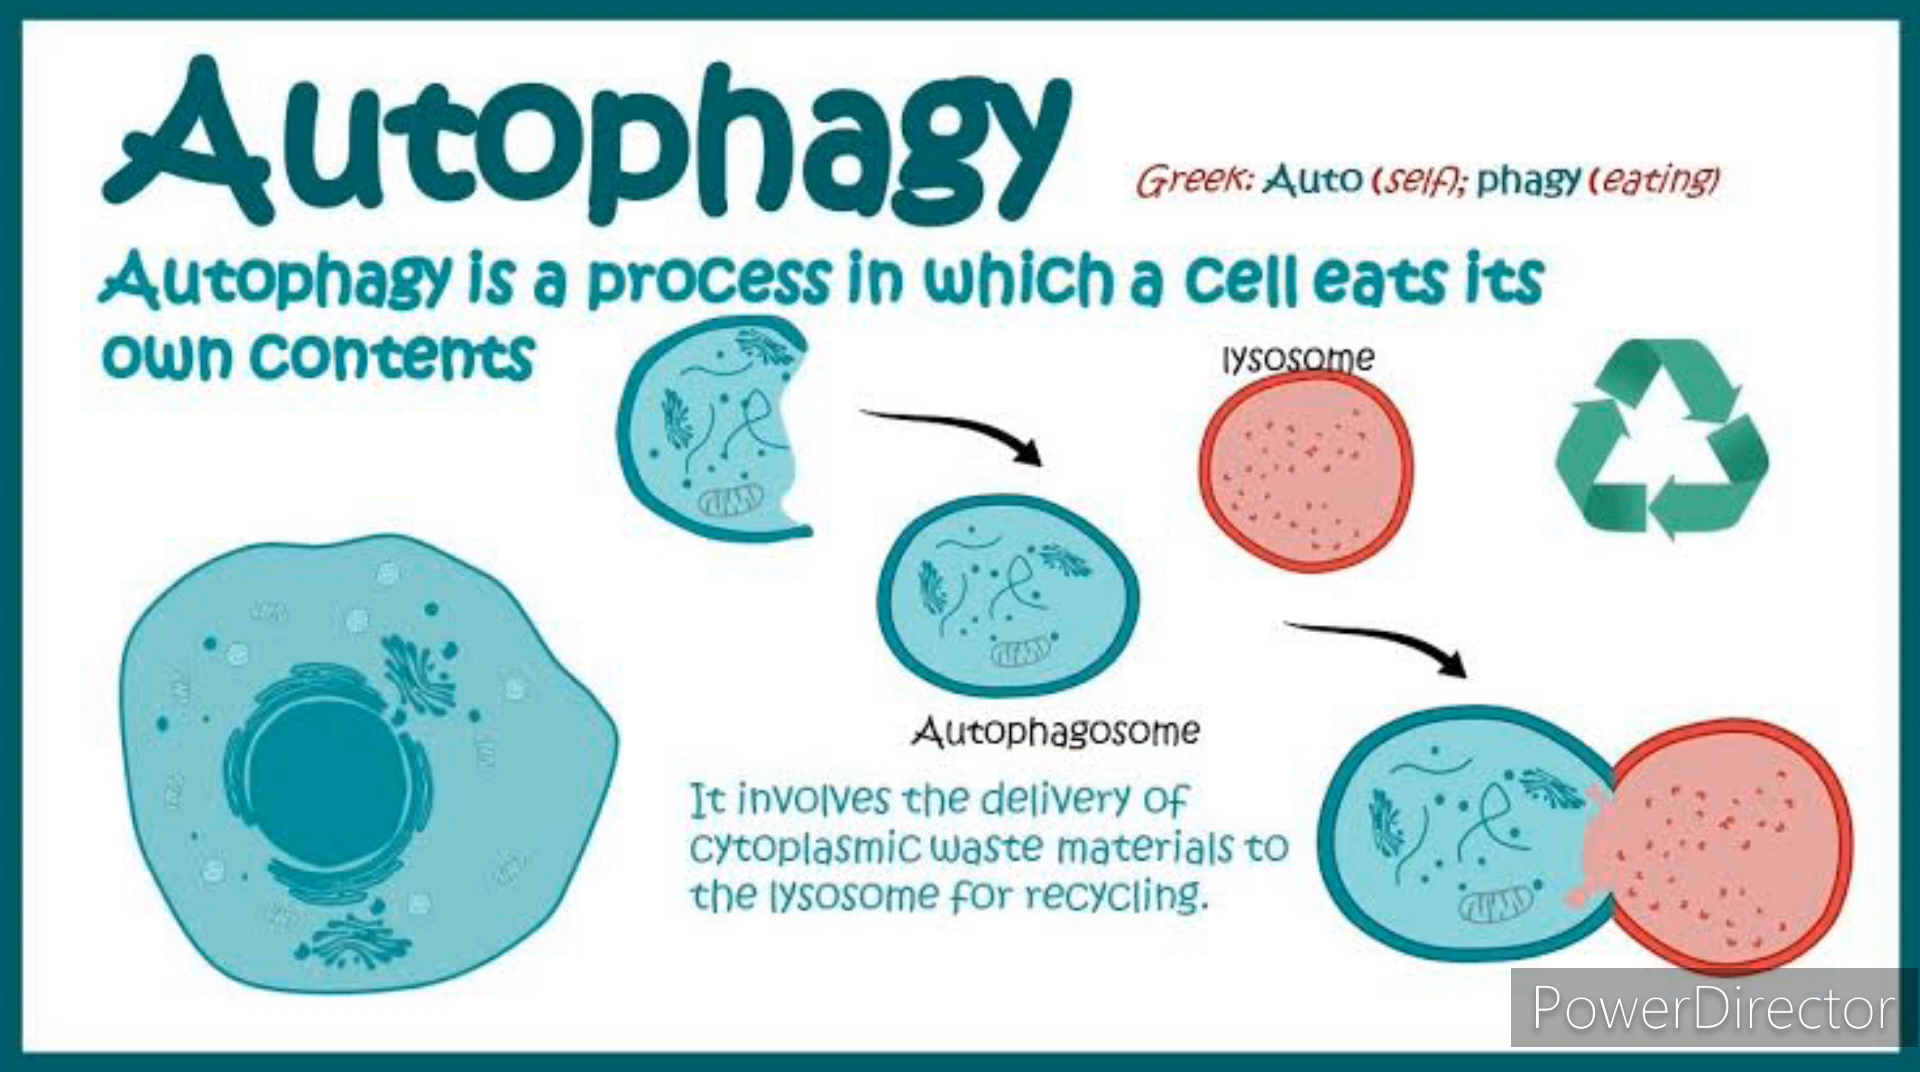 Autophagy
Greek: Auto (self); phagy (eating)
Autophagy is a process in which a cell eats its
own contents
lysosome
Autophagosome
It involves the delivery of
cytoplasmic waste materials to
the lysosome for recycling.
PowerDirector